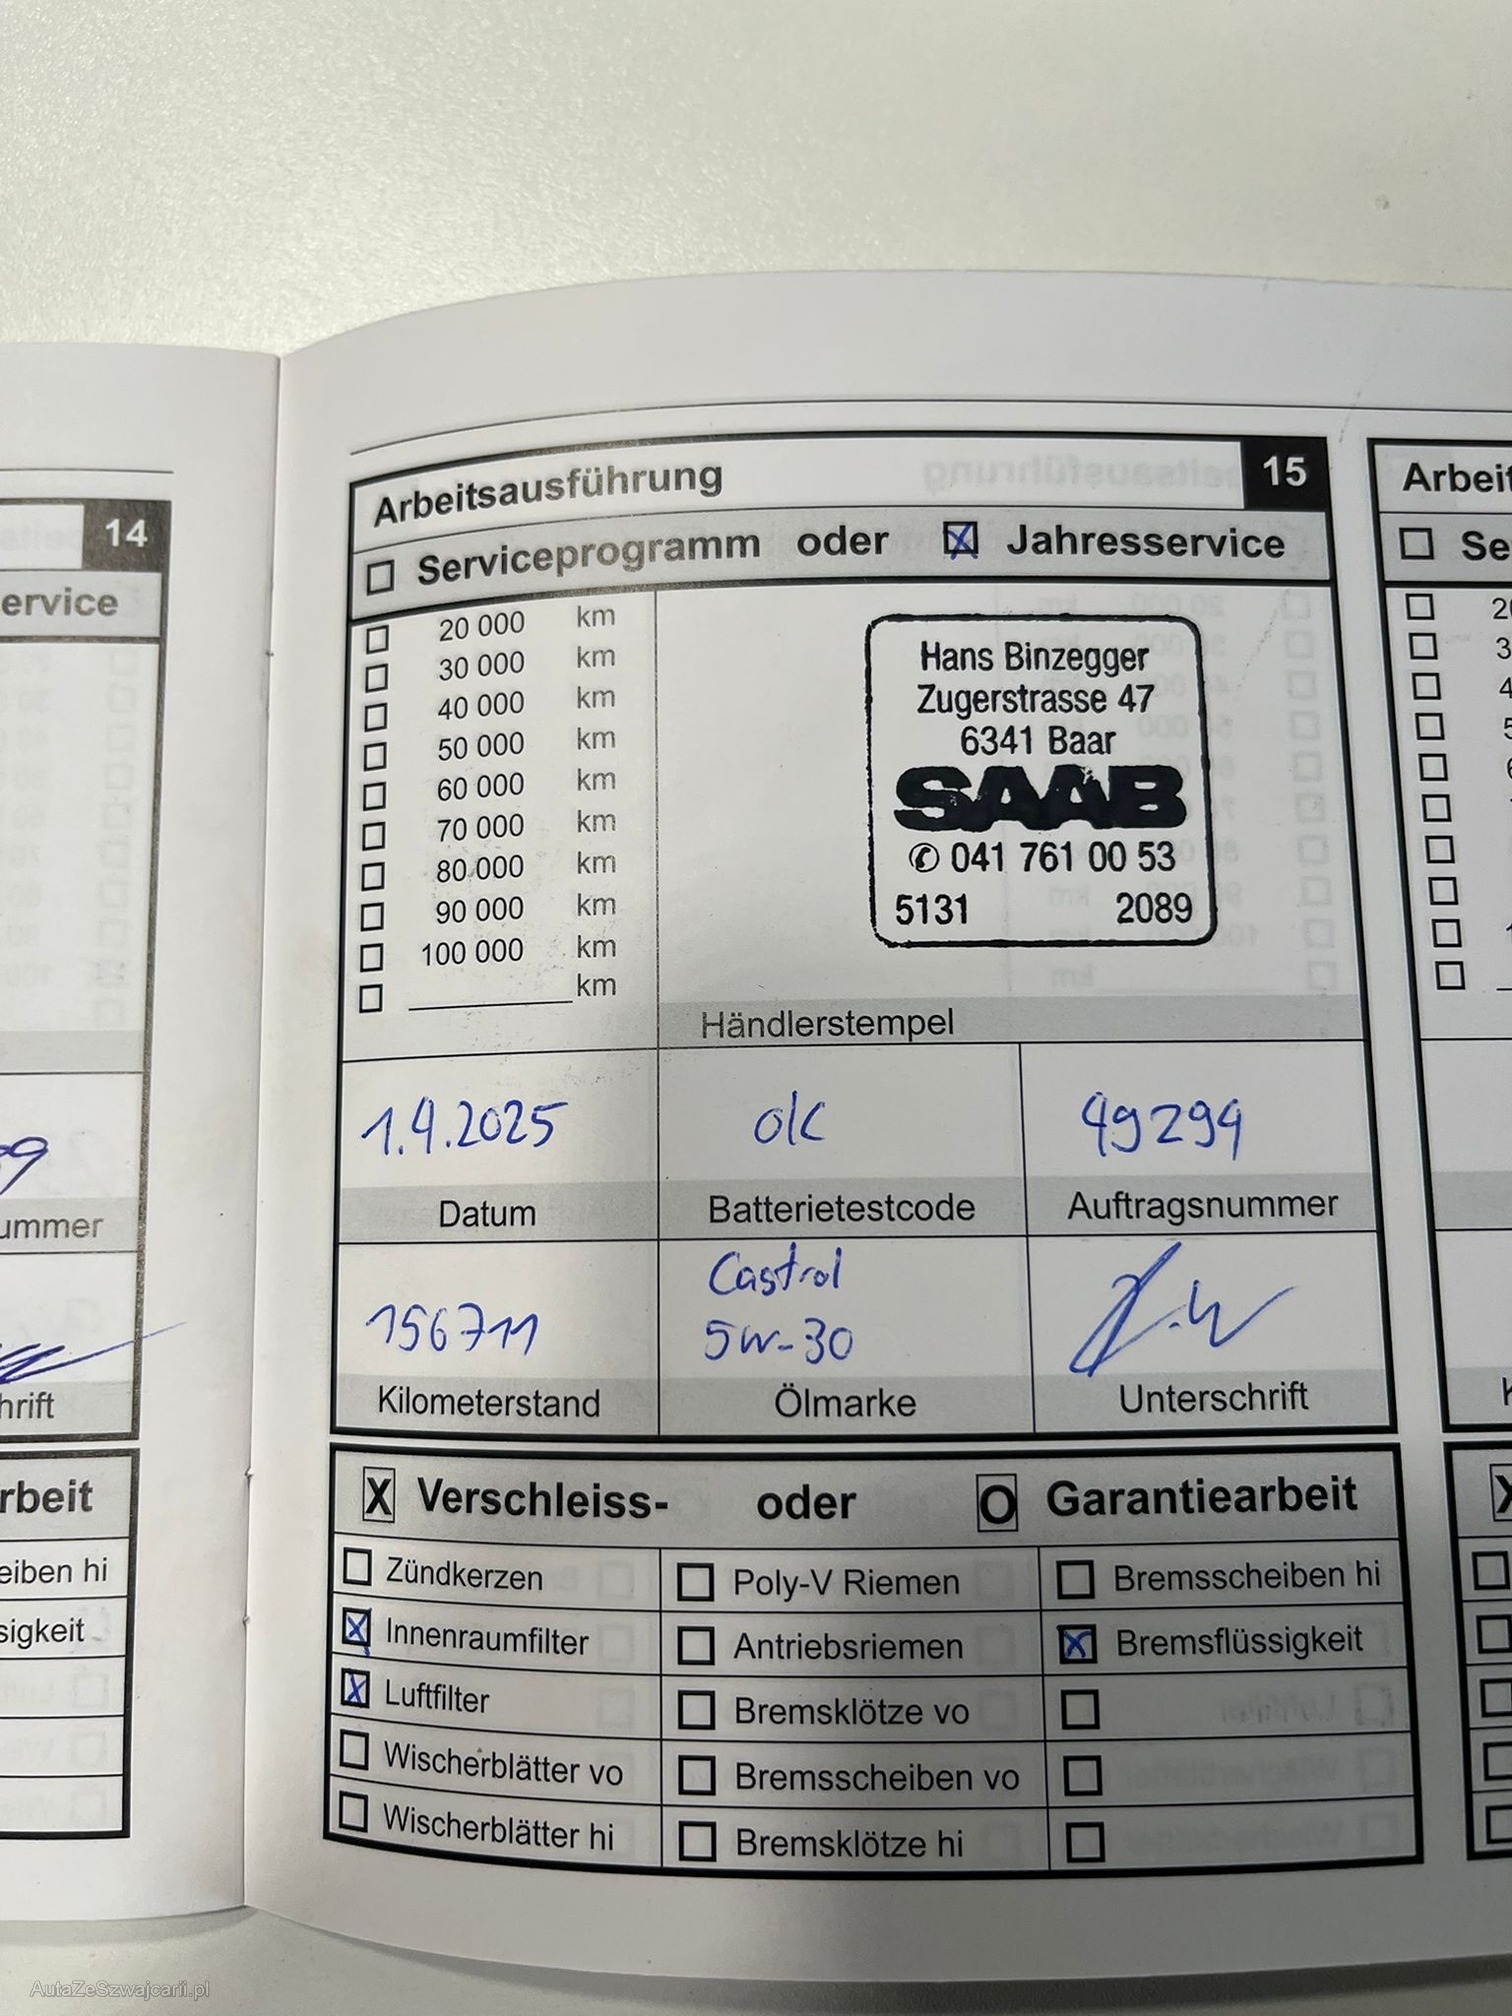 14
ervice
9
ummer
hrift
rbeit
eiben hi
sigkeit
Arbeitsausführung 15
Serviceprogramm oder X Jahresservice
20 000 km
30 000 km
40 000 km
50 000 km
60 000 km
70 000 km
80 000 km
90 000 km
100 000 km
km
Hans Binzegger
Zugerstrasse 47
6341 Baar
SAAB
✆ 041 761 00 53
5131 2089
Händlerstempel
1.4.2025 ok 49294
Datum Batterietestcode Auftragsnummer
Castrol
156711 5W-30
Kilometerstand Ölmarke Unterschrift
X Verschleiss- oder O Garantiearbeit
Zündkerzen Poly-V Riemen Bremsscheiben hi
X Innenraumfilter Antriebsriemen X Bremsflüssigkeit
X Luftfilter Bremsklötze vo
Wischerblätter vo Bremsscheiben vo
Wischerblätter hi Bremsklötze hi
Arbeit
Se
AutaZeSzwajcarii.pl